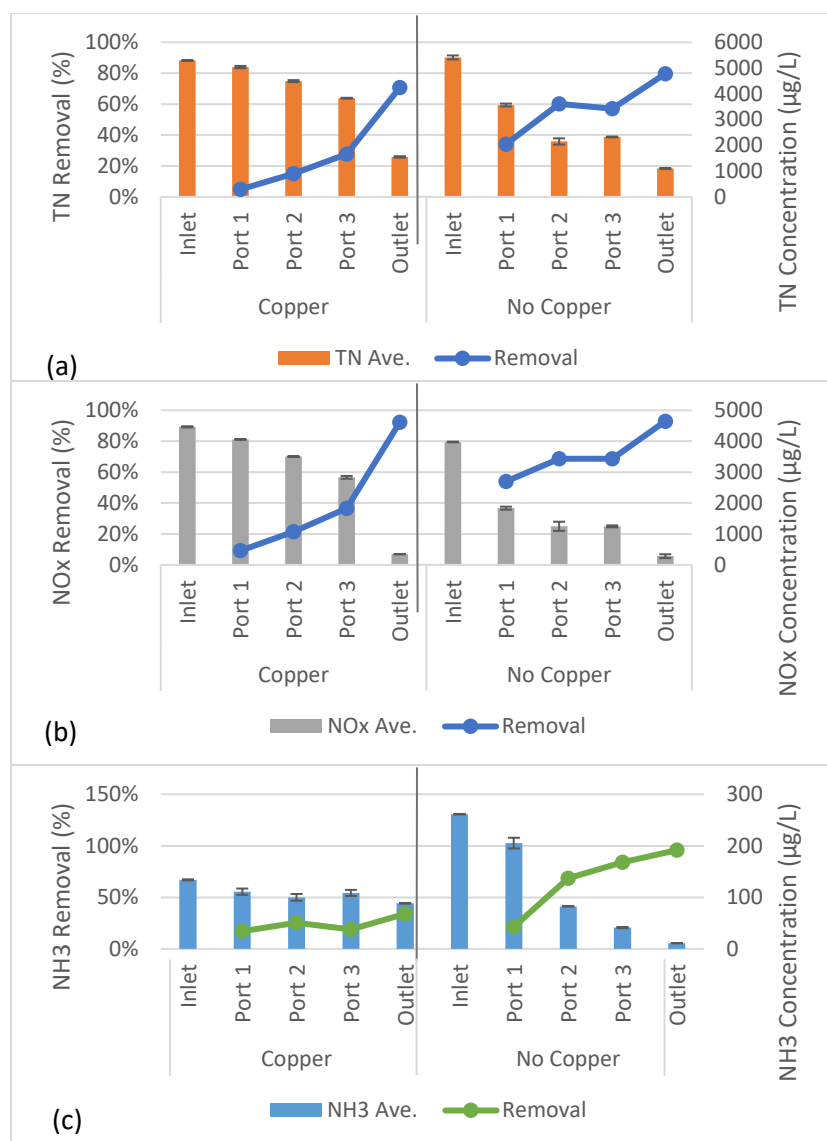 TN Removal (%)
100%
80%
60%
40%
20%
0%
6000
5000
4000
3000
2000
1000
0
TN Concentration (µg/L)
Inlet
Port 1
Port 2
Port 3
Outlet
Inlet
Port 1
Port 2
Port 3
Outlet
Copper
No Copper
(a)
TN Ave.
Removal
NOx Removal (%)
100%
80%
60%
40%
20%
0%
5000
4000
3000
2000
1000
0
NOx Concentration (µg/L)
Inlet
Port 1
Port 2
Port 3
Outlet
Inlet
Port 1
Port 2
Port 3
Outlet
Copper
No Copper
(b)
NOx Ave.
Removal
NH3 Removal (%)
150%
100%
50%
0%
300
200
100
0
NH3 Concentration (µg/L)
Inlet
Port 1
Port 2
Port 3
Outlet
Inlet
Port 1
Port 2
Port 3
Outlet
Copper
No Copper
(c)
NH3 Ave.
Removal